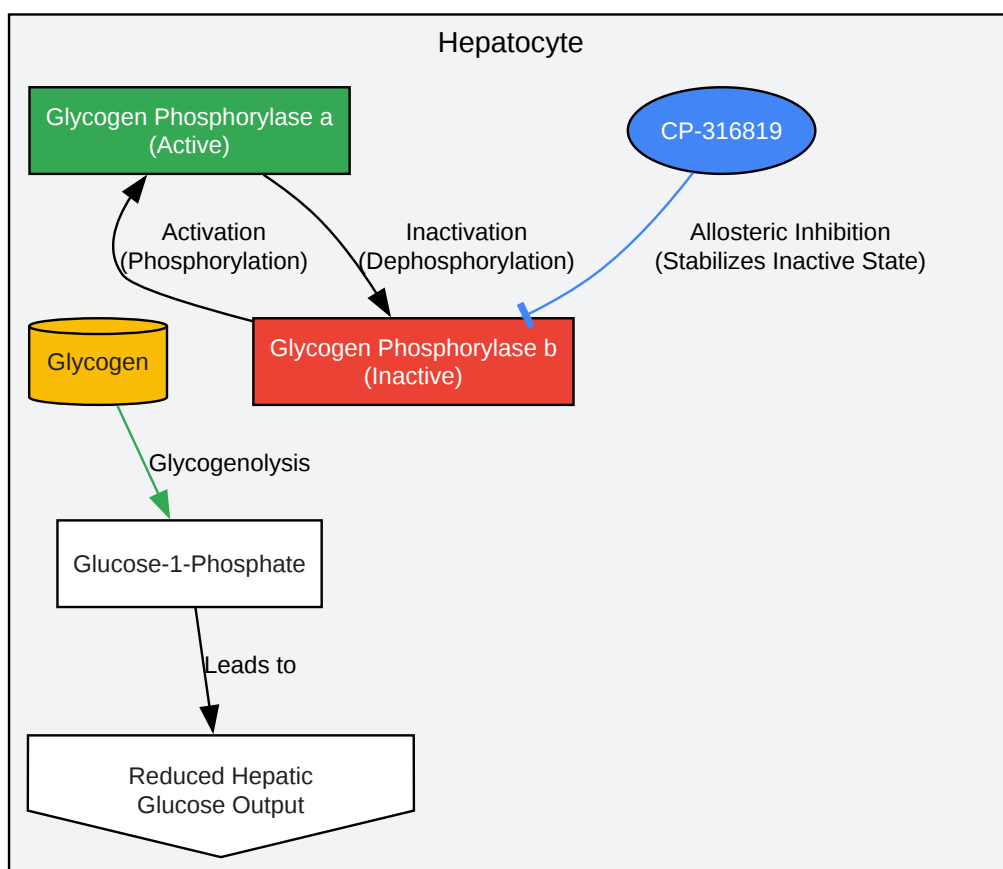 Hepatocyte
Glycogen Phosphorylase a
(Active)
CP-316819
Activation
(Phosphorylation)
Inactivation
(Dephosphorylation)
Allosteric Inhibition
(Stabilizes Inactive State)
Glycogen
Glycogen Phosphorylase b
(Inactive)
Glycogenolysis
Glucose-1-Phosphate
Leads to
Reduced Hepatic
Glucose Output